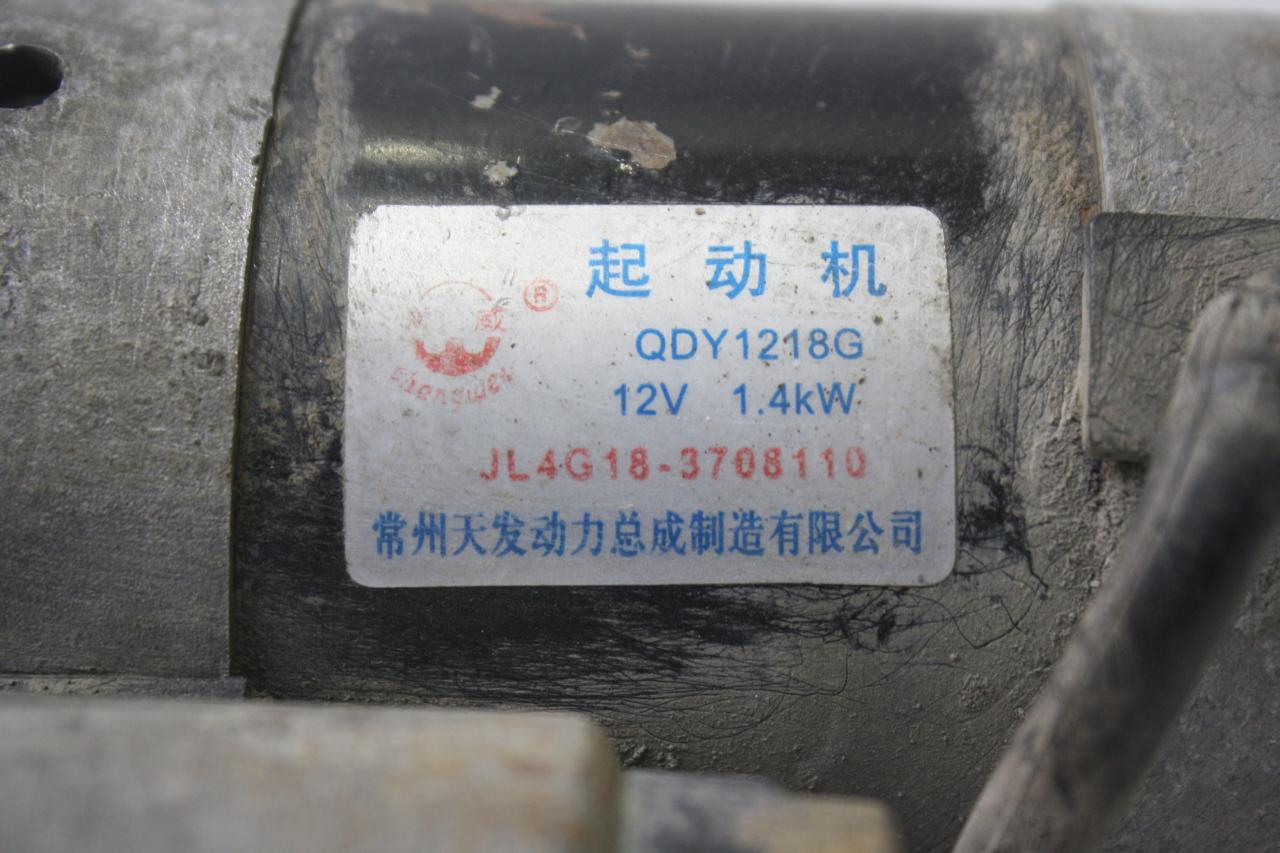 起动机
威 ®
QDY1218G
12V 1.4kW
JL4G18-3708110
常州天发动力总成制造有限公司